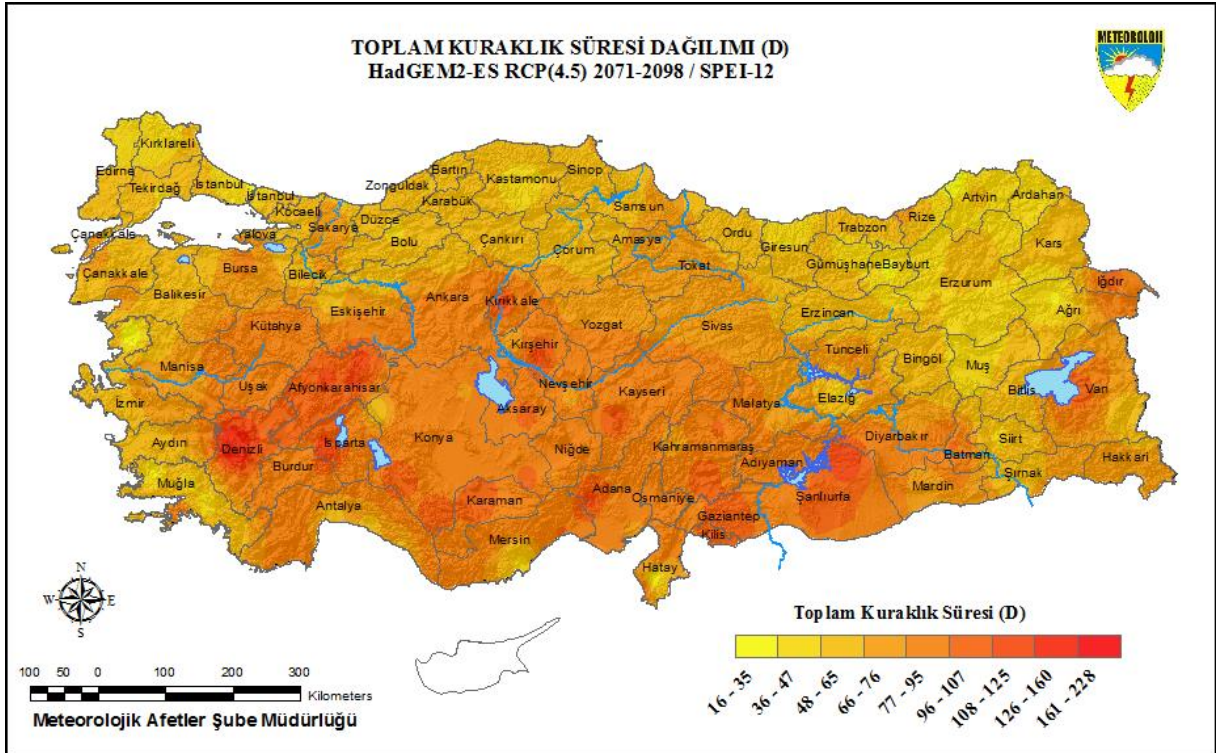 TOPLAM KURAKLIK SÜRESİ DAĞILIMI (D)
HadGEM2-ES RCP(4.5) 2071-2098 / SPEI-12
METEOROLOJI
Kırklareli
Edirne
Tekirdağ
İstanbul
İstanbul
Kocaeli
Yalova
Sakarya
Düzce
Zonguldak
Bartın
Karabük
Kastamonu
Sinop
Samsun
Ordu
Giresun
Trabzon
Rize
Artvin
Ardahan
Kars
Çanakkale
Çanakkale
Balıkesir
Bursa
Bilecik
Bolu
Çankırı
Çorum
Amasya
Tokat
Gümüşhane
Bayburt
Erzurum
Iğdır
Ağrı
Kütahya
Eskişehir
Ankara
Kırıkkale
Yozgat
Sivas
Erzincan
Tunceli
Bingöl
Muş
Manisa
Uşak
Afyonkarahisar
Kırşehir
Nevşehir
Kayseri
Malatya
Elazığ
Bitlis
Van
İzmir
Aydın
Denizli
Isparta
Konya
Aksaray
Niğde
Kahramanmaraş
Adıyaman
Diyarbakır
Batman
Siirt
Şırnak
Hakkari
Muğla
Burdur
Antalya
Karaman
Mersin
Adana
Osmaniye
Gaziantep
Kilis
Şanlıurfa
Mardin
Hatay
N
W
E
S
100 50 0 100 200 300
Kilometers
Meteorolojik Afetler Şube Müdürlüğü
Toplam Kuraklık Süresi (D)
16 - 35
36 - 47
48 - 65
66 - 76
77 - 95
96 - 107
108 - 125
126 - 160
161 - 228